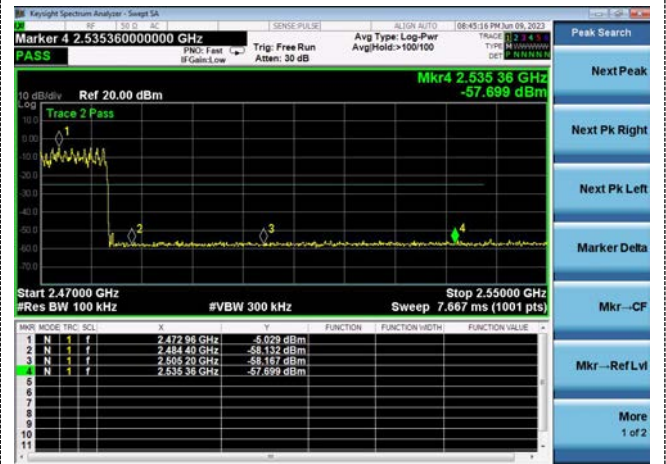 Keysight Spectrum Analyzer - Swept SA
RF 50 Ω AC SENSE:PULSE ALIGN AUTO 08:45:16 PM Jun 09, 2023
Marker 4 2.535360000000 GHz
PASS
PNO: Fast
IFGain:Low
Trig: Free Run
Atten: 30 dB
Avg Type: Log-Pwr
Avg|Hold:>100/100
TRACE 1 2 3 4 5 6
TYPE M W W W W W
DET P N N N N N
Mkr4 2.535 36 GHz
-57.699 dBm
10 dB/div Ref 20.00 dBm
Log
Trace 2 Pass
10.0
0.00
-10.0
-20.0
-30.0
-40.0
-50.0
-60.0
-70.0
1
2
3
4
Start 2.47000 GHz
Stop 2.55000 GHz
#Res BW 100 kHz
#VBW 300 kHz
Sweep 7.667 ms (1001 pts)
MKR MODE TRC SCL X Y FUNCTION FUNCTION WIDTH FUNCTION VALUE
1 N 1 f 2.472 96 GHz -5.029 dBm
2 N 1 f 2.484 40 GHz -58.132 dBm
3 N 1 f 2.505 20 GHz -58.167 dBm
4 N 1 f 2.535 36 GHz -57.699 dBm
5
6
7
8
9
10
11
Peak Search
Next Peak
Next Pk Right
Next Pk Left
Marker Delta
Mkr→CF
Mkr→Ref Lvl
More
1 of 2